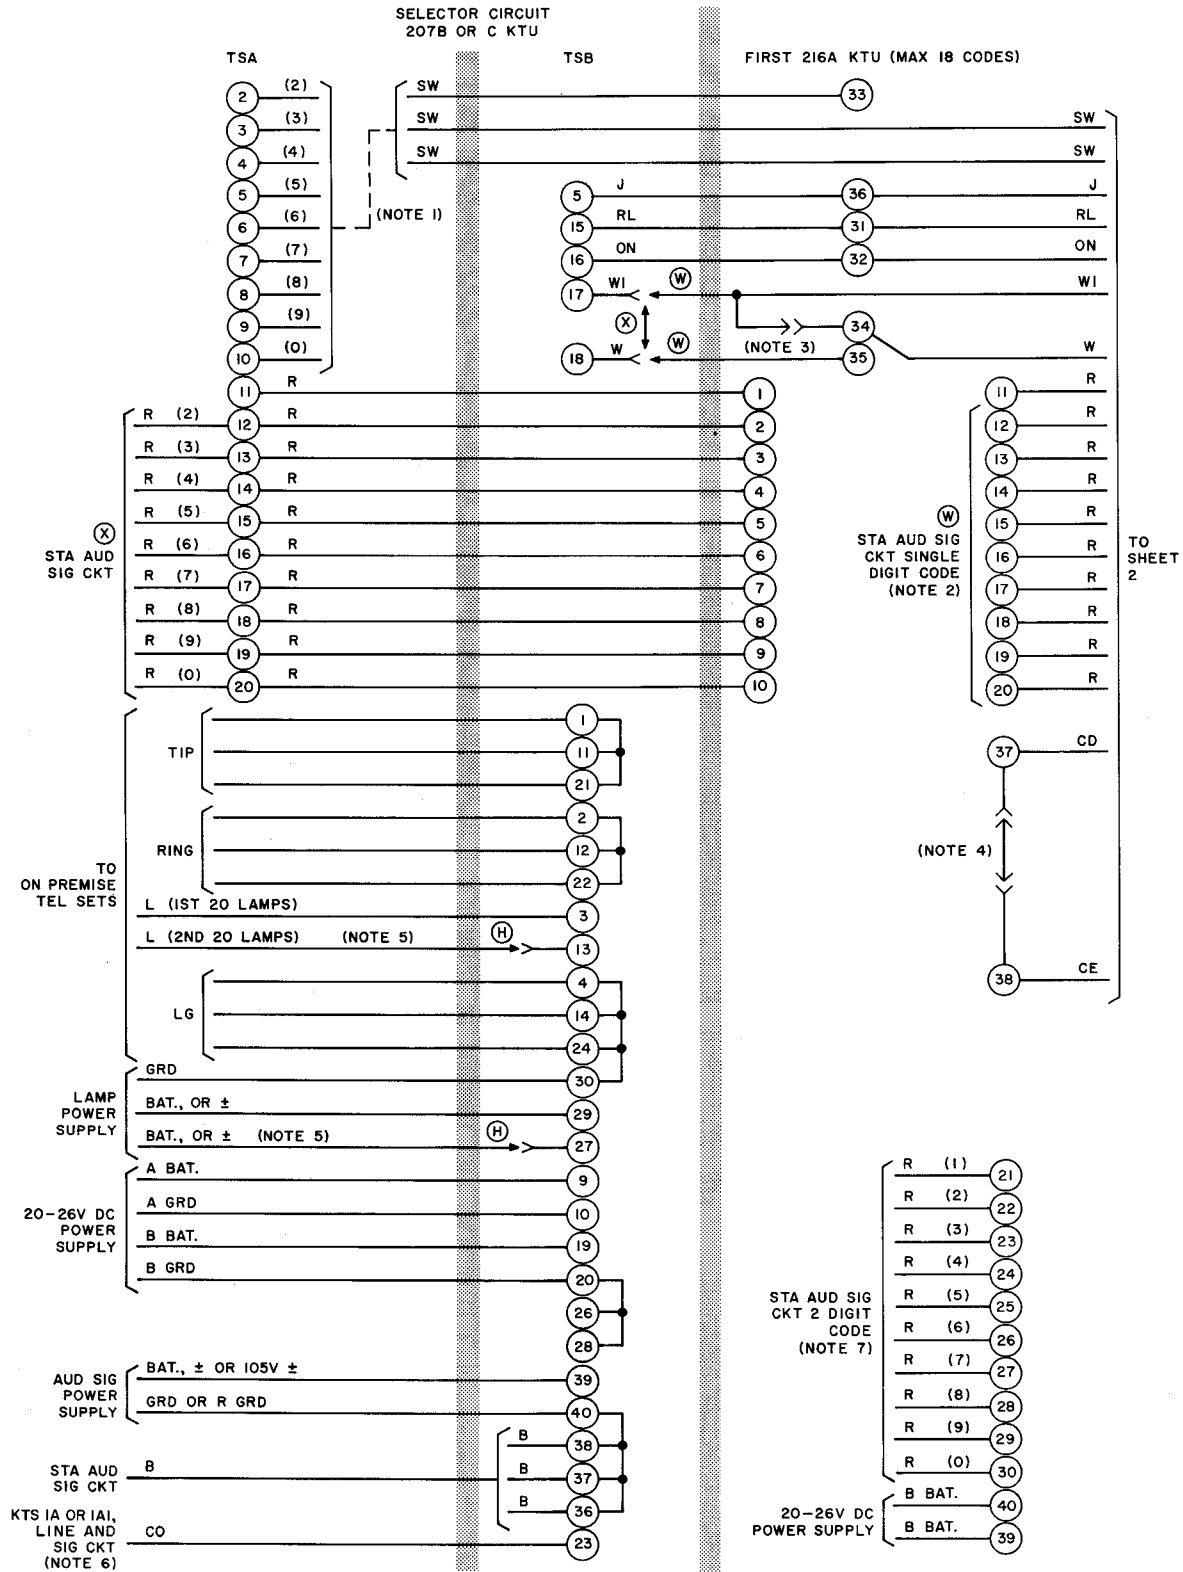 SELECTOR CIRCUIT
207B OR C KTU
TSA
TSB
FIRST 216A KTU (MAX 18 CODES)
2 (2)
3 (3)
4 (4)
5 (5)
6 (6)
7 (7)
8 (8)
9 (9)
10 (0)
(NOTE 1)
SW 33
SW SW
SW SW
5 J 36 J
15 RL 31 RL
16 ON 32 ON
17 WI W WI
X
34
(NOTE 3)
18 W W 35 W
11 R 1
R (2) 12 R 2
R (3) 13 R 3
R (4) 14 R 4
R (5) 15 R 5
R (6) 16 R 6
R (7) 17 R 7
R (8) 18 R 8
R (9) 19 R 9
R (0) 20 R 10
X
STA AUD
SIG CKT
11 R
12 R
13 R
14 R
15 R
16 R
17 R
18 R
19 R
20 R
W
STA AUD SIG
CKT SINGLE
DIGIT CODE
(NOTE 2)
TO
SHEET
2
37 CD
(NOTE 4)
38 CE
TO
ON PREMISE
TEL SETS
TIP
1
11
21
RING
2
12
22
L (1ST 20 LAMPS) 3
L (2ND 20 LAMPS) (NOTE 5) H 13
LG
4
14
24
LAMP
POWER
SUPPLY
GRD 30
BAT., OR ± 29
BAT., OR ± (NOTE 5) H 27
20-26V DC
POWER
SUPPLY
A BAT. 9
A GRD 10
B BAT. 19
B GRD 20
26
28
AUD SIG
POWER
SUPPLY
BAT., ± OR 105V ± 39
GRD OR R GRD 40
STA AUD
SIG CKT
B
B 38
B 37
B 36
KTS 1A OR 1A1,
LINE AND
SIG CKT
(NOTE 6)
CO 23
STA AUD SIG
CKT 2 DIGIT
CODE
(NOTE 7)
R (1) 21
R (2) 22
R (3) 23
R (4) 24
R (5) 25
R (6) 26
R (7) 27
R (8) 28
R (9) 29
R (0) 30
20-26V DC
POWER SUPPLY
B BAT. 40
B BAT. 39